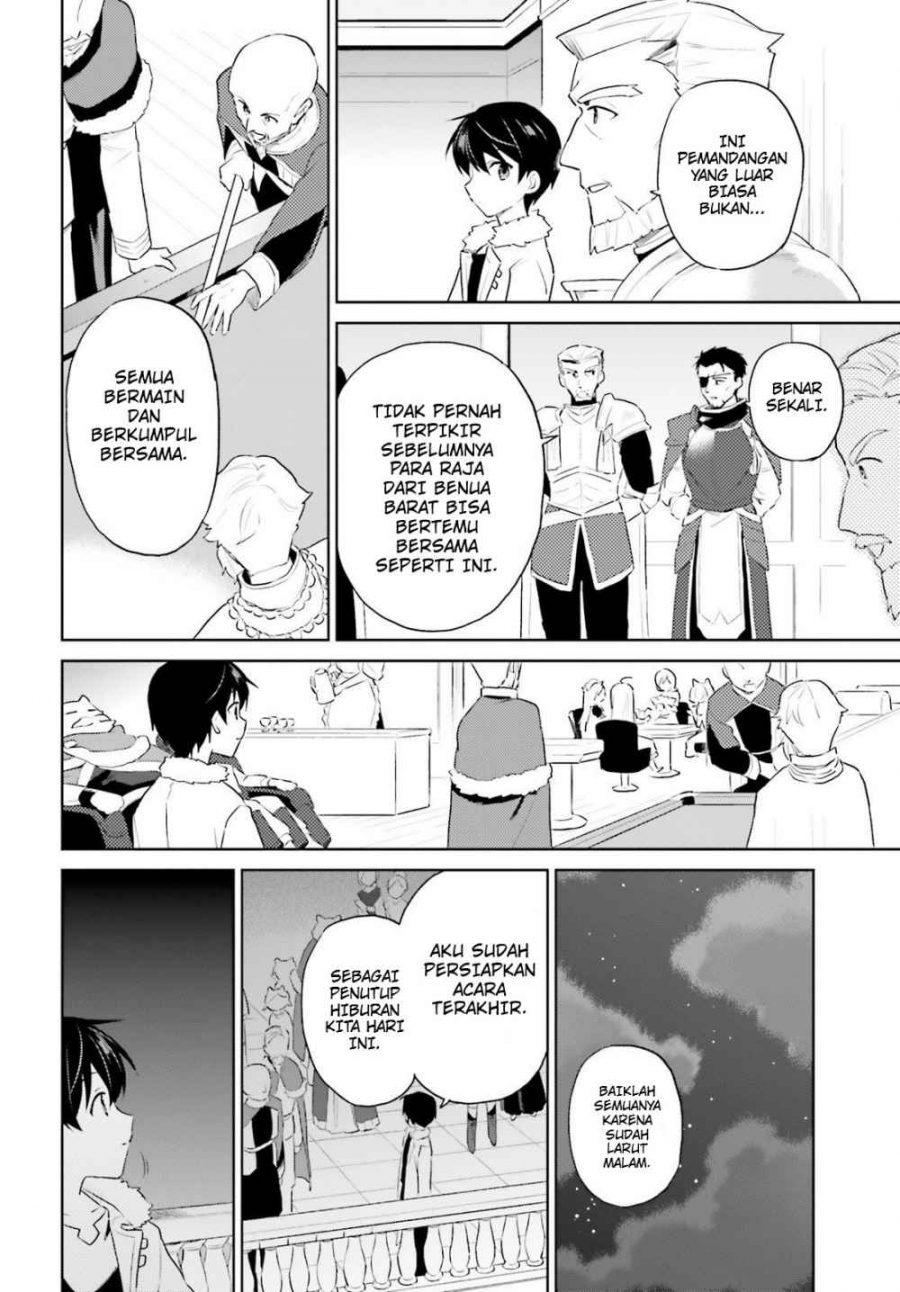 INI
PEMANDANGAN
YANG LUAR
BIASA
BUKAN...
BENAR
SEKALI.
TIDAK PERNAH
TERPIKIR
SEBELUMNYA
PARA RAJA
DARI BENUA
BARAT BISA
BERTEMU
BERSAMA
SEPERTI INI.
SEMUA
BERMAIN
DAN
BERKUMPUL
BERSAMA.
BAIKLAH
SEMUANYA
KARENA
SUDAH
LARUT
MALAM.
AKU SUDAH
PERSIAPKAN
ACARA
TERAKHIR.
SEBAGAI
PENUTUP
HIBURAN
KITA HARI
INI.